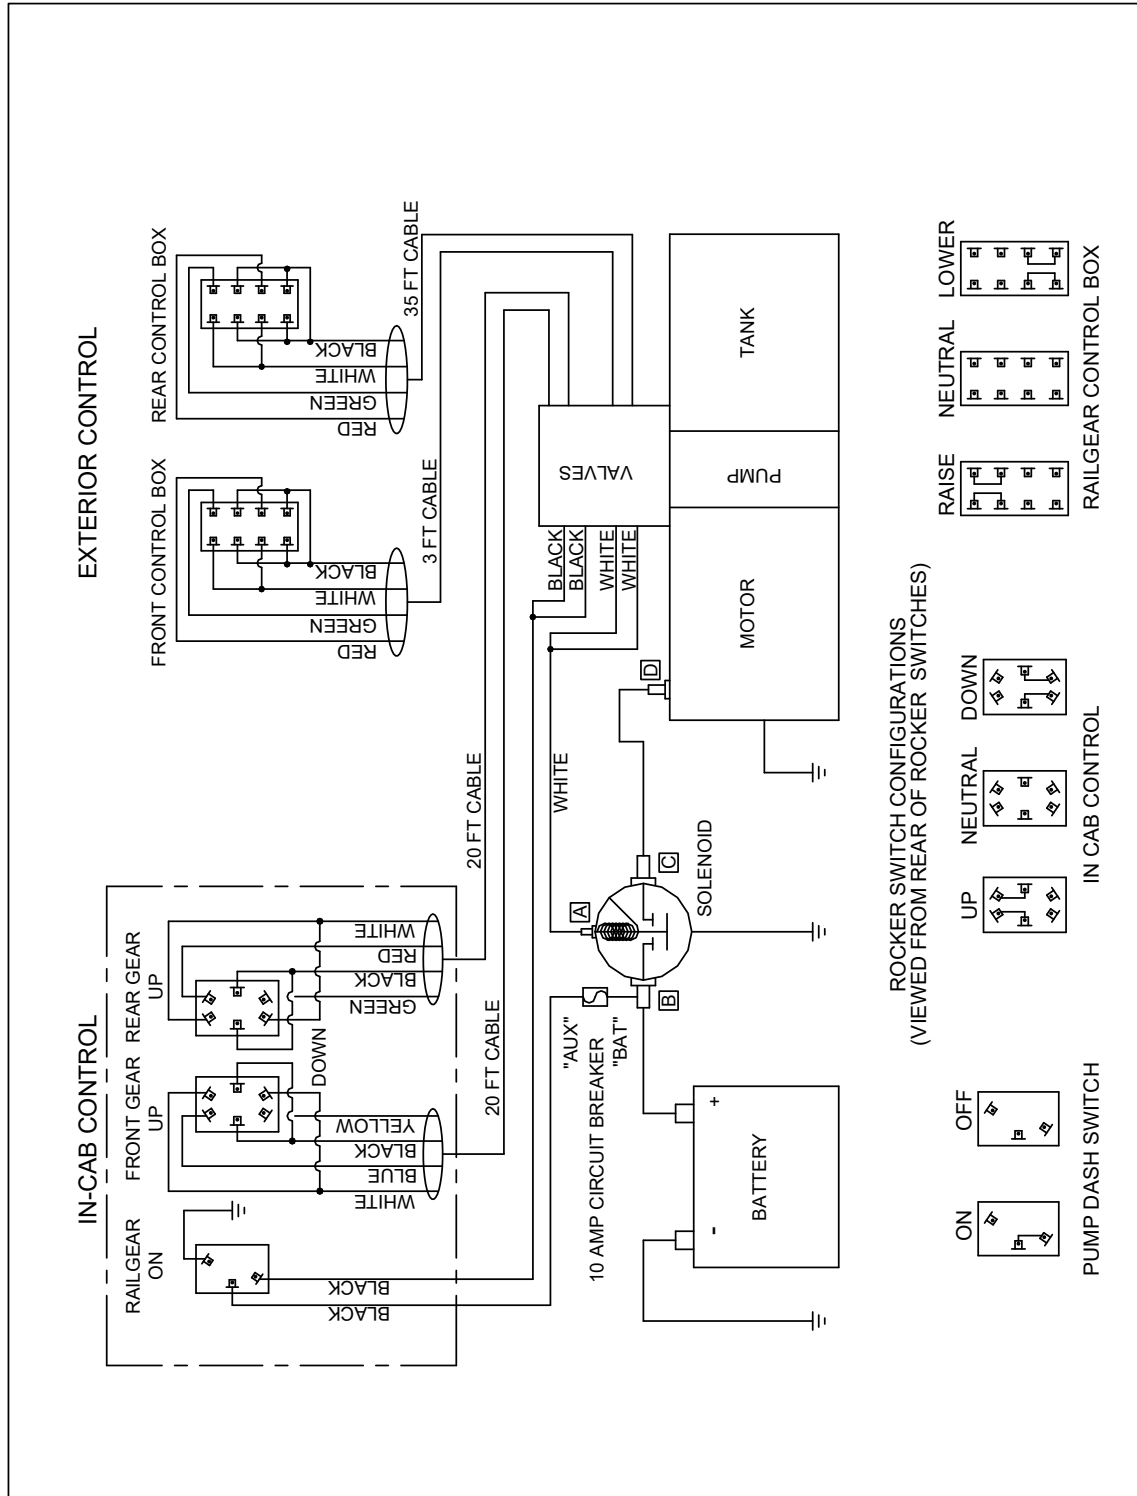 EXTERIOR CONTROL
FRONT CONTROL BOX
REAR CONTROL BOX
RED
GREEN
WHITE
BLACK
RED
GREEN
WHITE
BLACK
3 FT CABLE
35 FT CABLE
IN-CAB CONTROL
RAILGEAR
ON
FRONT GEAR
UP
REAR GEAR
UP
DOWN
BLACK
BLACK
WHITE
BLUE
BLACK
YELLOW
GREEN
BLACK
RED
WHITE
20 FT CABLE
20 FT CABLE
BLACK
BLACK
WHITE
WHITE
WHITE
VALVES
MOTOR
PUMP
TANK
A
B
C
D
SOLENOID
"AUX"
10 AMP CIRCUIT BREAKER
"BAT"
BATTERY
-
+
ROCKER SWITCH CONFIGURATIONS
(VIEWED FROM REAR OF ROCKER SWITCHES)
ON
OFF
PUMP DASH SWITCH
UP
NEUTRAL
DOWN
IN CAB CONTROL
RAISE
NEUTRAL
LOWER
RAILGEAR CONTROL BOX